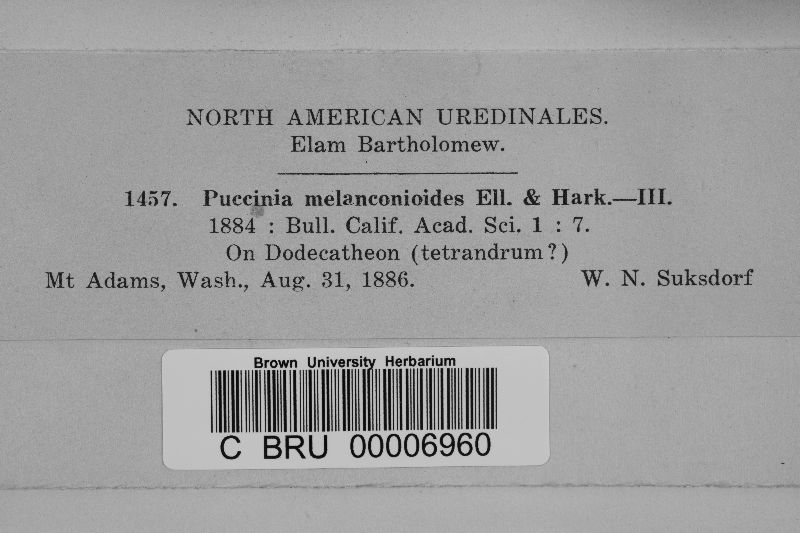 NORTH AMERICAN UREDINALES.
Elam Bartholomew.
1457. Puccinia melanconioides Ell. & Hark.—III.
1884 : Bull. Calif. Acad. Sci. 1 : 7.
On Dodecatheon (tetrandrum?)
Mt Adams, Wash., Aug. 31, 1886. W. N. Suksdorf
Brown University Herbarium
C BRU 00006960